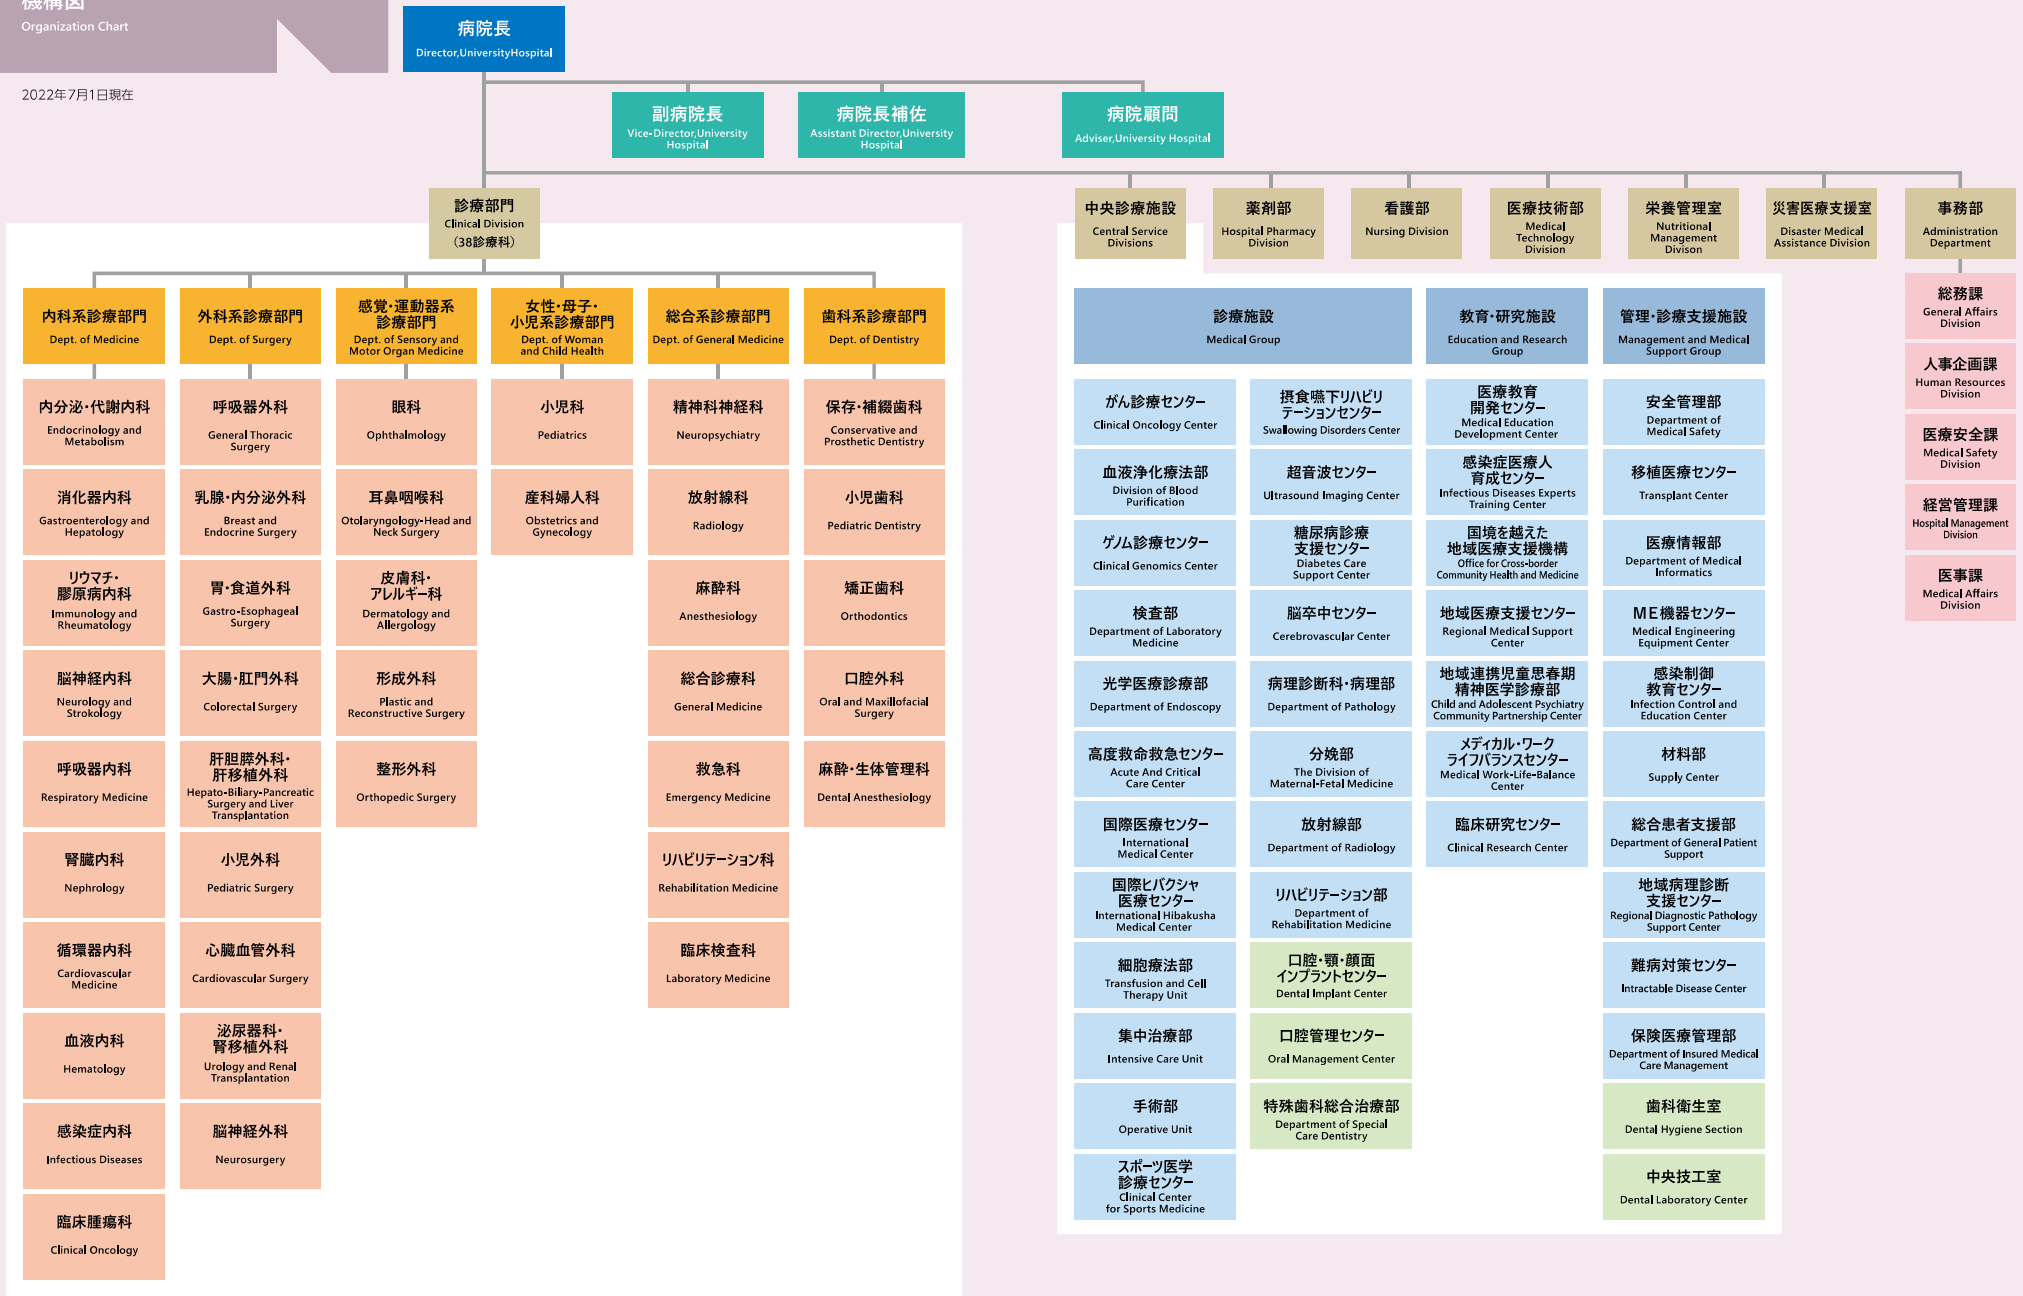 機構図
Organization Chart
2022年7月1日現在
病院長
Director,UniversityHospital
副病院長
Vice-Director,University
Hospital
病院長補佐
Assistant Director,University
Hospital
病院顧問
Adviser,University Hospital
診療部門
Clinical Division
（38診療科）
中央診療施設
Central Service
Divisions
薬剤部
Hospital Pharmacy
Division
看護部
Nursing Division
医療技術部
Medical
Technology
Division
栄養管理室
Nutritional
Management
Divison
災害医療支援室
Disaster Medical
Assistance Division
事務部
Administration
Department
内科系診療部門
Dept. of Medicine
内分泌・代謝内科
Endocrinology and
Metabolism
消化器内科
Gastroenterology and
Hepatology
リウマチ・
膠原病内科
Immunology and
Rheumatology
脳神経内科
Neurology and
Strokology
呼吸器内科
Respiratory Medicine
腎臓内科
Nephrology
循環器内科
Cardiovascular
Medicine
血液内科
Hematology
感染症内科
Infectious Diseases
臨床腫瘍科
Clinical Oncology
外科系診療部門
Dept. of Surgery
呼吸器外科
General Thoracic
Surgery
乳腺・内分泌外科
Breast and
Endocrine Surgery
胃・食道外科
Gastro-Esophageal
Surgery
大腸・肛門外科
Colorectal Surgery
肝胆膵外科・
肝移植外科
Hepato-Biliary-Pancreatic
Surgery and Liver
Transplantation
小児外科
Pediatric Surgery
心臓血管外科
Cardiovascular Surgery
泌尿器科・
腎移植外科
Urology and Renal
Transplantation
脳神経外科
Neurosurgery
感覚・運動器系
診療部門
Dept. of Sensory and
Motor Organ Medicine
眼科
Ophthalmology
耳鼻咽喉科
Otolaryngology-Head and
Neck Surgery
皮膚科・
アレルギー科
Dermatology and
Allergology
形成外科
Plastic and
Reconstructive Surgery
整形外科
Orthopedic Surgery
女性・母子・
小児系診療部門
Dept. of Woman
and Child Health
小児科
Pediatrics
産科婦人科
Obstetrics and
Gynecology
総合系診療部門
Dept. of General Medicine
精神科神経科
Neuropsychiatry
放射線科
Radiology
麻酔科
Anesthesiology
総合診療科
General Medicine
救急科
Emergency Medicine
リハビリテーション科
Rehabilitation Medicine
臨床検査科
Laboratory Medicine
歯科系診療部門
Dept. of Dentistry
保存・補綴歯科
Conservative and
Prosthetic Dentistry
小児歯科
Pediatric Dentistry
矯正歯科
Orthodontics
口腔外科
Oral and Maxillofacial
Surgery
麻酔・生体管理科
Dental Anesthesiology
診療施設
Medical Group
がん診療センター
Clinical Oncology Center
血液浄化療法部
Division of Blood
Purification
ゲノム診療センター
Clinical Genomics Center
検査部
Department of Laboratory
Medicine
光学医療診療部
Department of Endoscopy
高度救命救急センター
Acute And Critical
Care Center
国際医療センター
International
Medical Center
国際ヒバクシャ
医療センター
International Hibakusha
Medical Center
細胞療法部
Transfusion and Cell
Therapy Unit
集中治療部
Intensive Care Unit
手術部
Operative Unit
スポーツ医学
診療センター
Clinical Center
for Sports Medicine
摂食嚥下リハビリ
テーションセンター
Swallowing Disorders Center
超音波センター
Ultrasound Imaging Center
糖尿病診療
支援センター
Diabetes Care
Support Center
脳卒中センター
Cerebrovascular Center
病理診断科・病理部
Department of Pathology
分娩部
The Division of
Maternal-Fetal Medicine
放射線部
Department of Radiology
リハビリテーション部
Department of
Rehabilitation Medicine
口腔・顎・顔面
インプラントセンター
Dental Implant Center
口腔管理センター
Oral Management Center
特殊歯科総合治療部
Department of Special
Care Dentistry
教育・研究施設
Education and Research
Group
医療教育
開発センター
Medical Education
Development Center
感染症医療人
育成センター
Infectious Diseases Experts
Training Center
国境を越えた
地域医療支援機構
Office for Cross-border
Community Health and Medicine
地域医療支援センター
Regional Medical Support
Center
地域連携児童思春期
精神医学診療部
Child and Adolescent Psychiatry
Community Partnership Center
メディカル・ワーク
ライフバランスセンター
Medical Work-Life-Balance
Center
臨床研究センター
Clinical Research Center
管理・診療支援施設
Management and Medical
Support Group
安全管理部
Department of
Medical Safety
移植医療センター
Transplant Center
医療情報部
Department of Medical
Informatics
ME機器センター
Medical Engineering
Equipment Center
感染制御
教育センター
Infection Control and
Education Center
材料部
Supply Center
総合患者支援部
Department of General Patient
Support
地域病理診断
支援センター
Regional Diagnostic Pathology
Support Center
難病対策センター
Intractable Disease Center
保険医療管理部
Department of Insured Medical
Care Management
歯科衛生室
Dental Hygiene Section
中央技工室
Dental Laboratory Center
総務課
General Affairs
Division
人事企画課
Human Resources
Division
医療安全課
Medical Safety
Division
経営管理課
Hospital Management
Division
医事課
Medical Affairs
Division